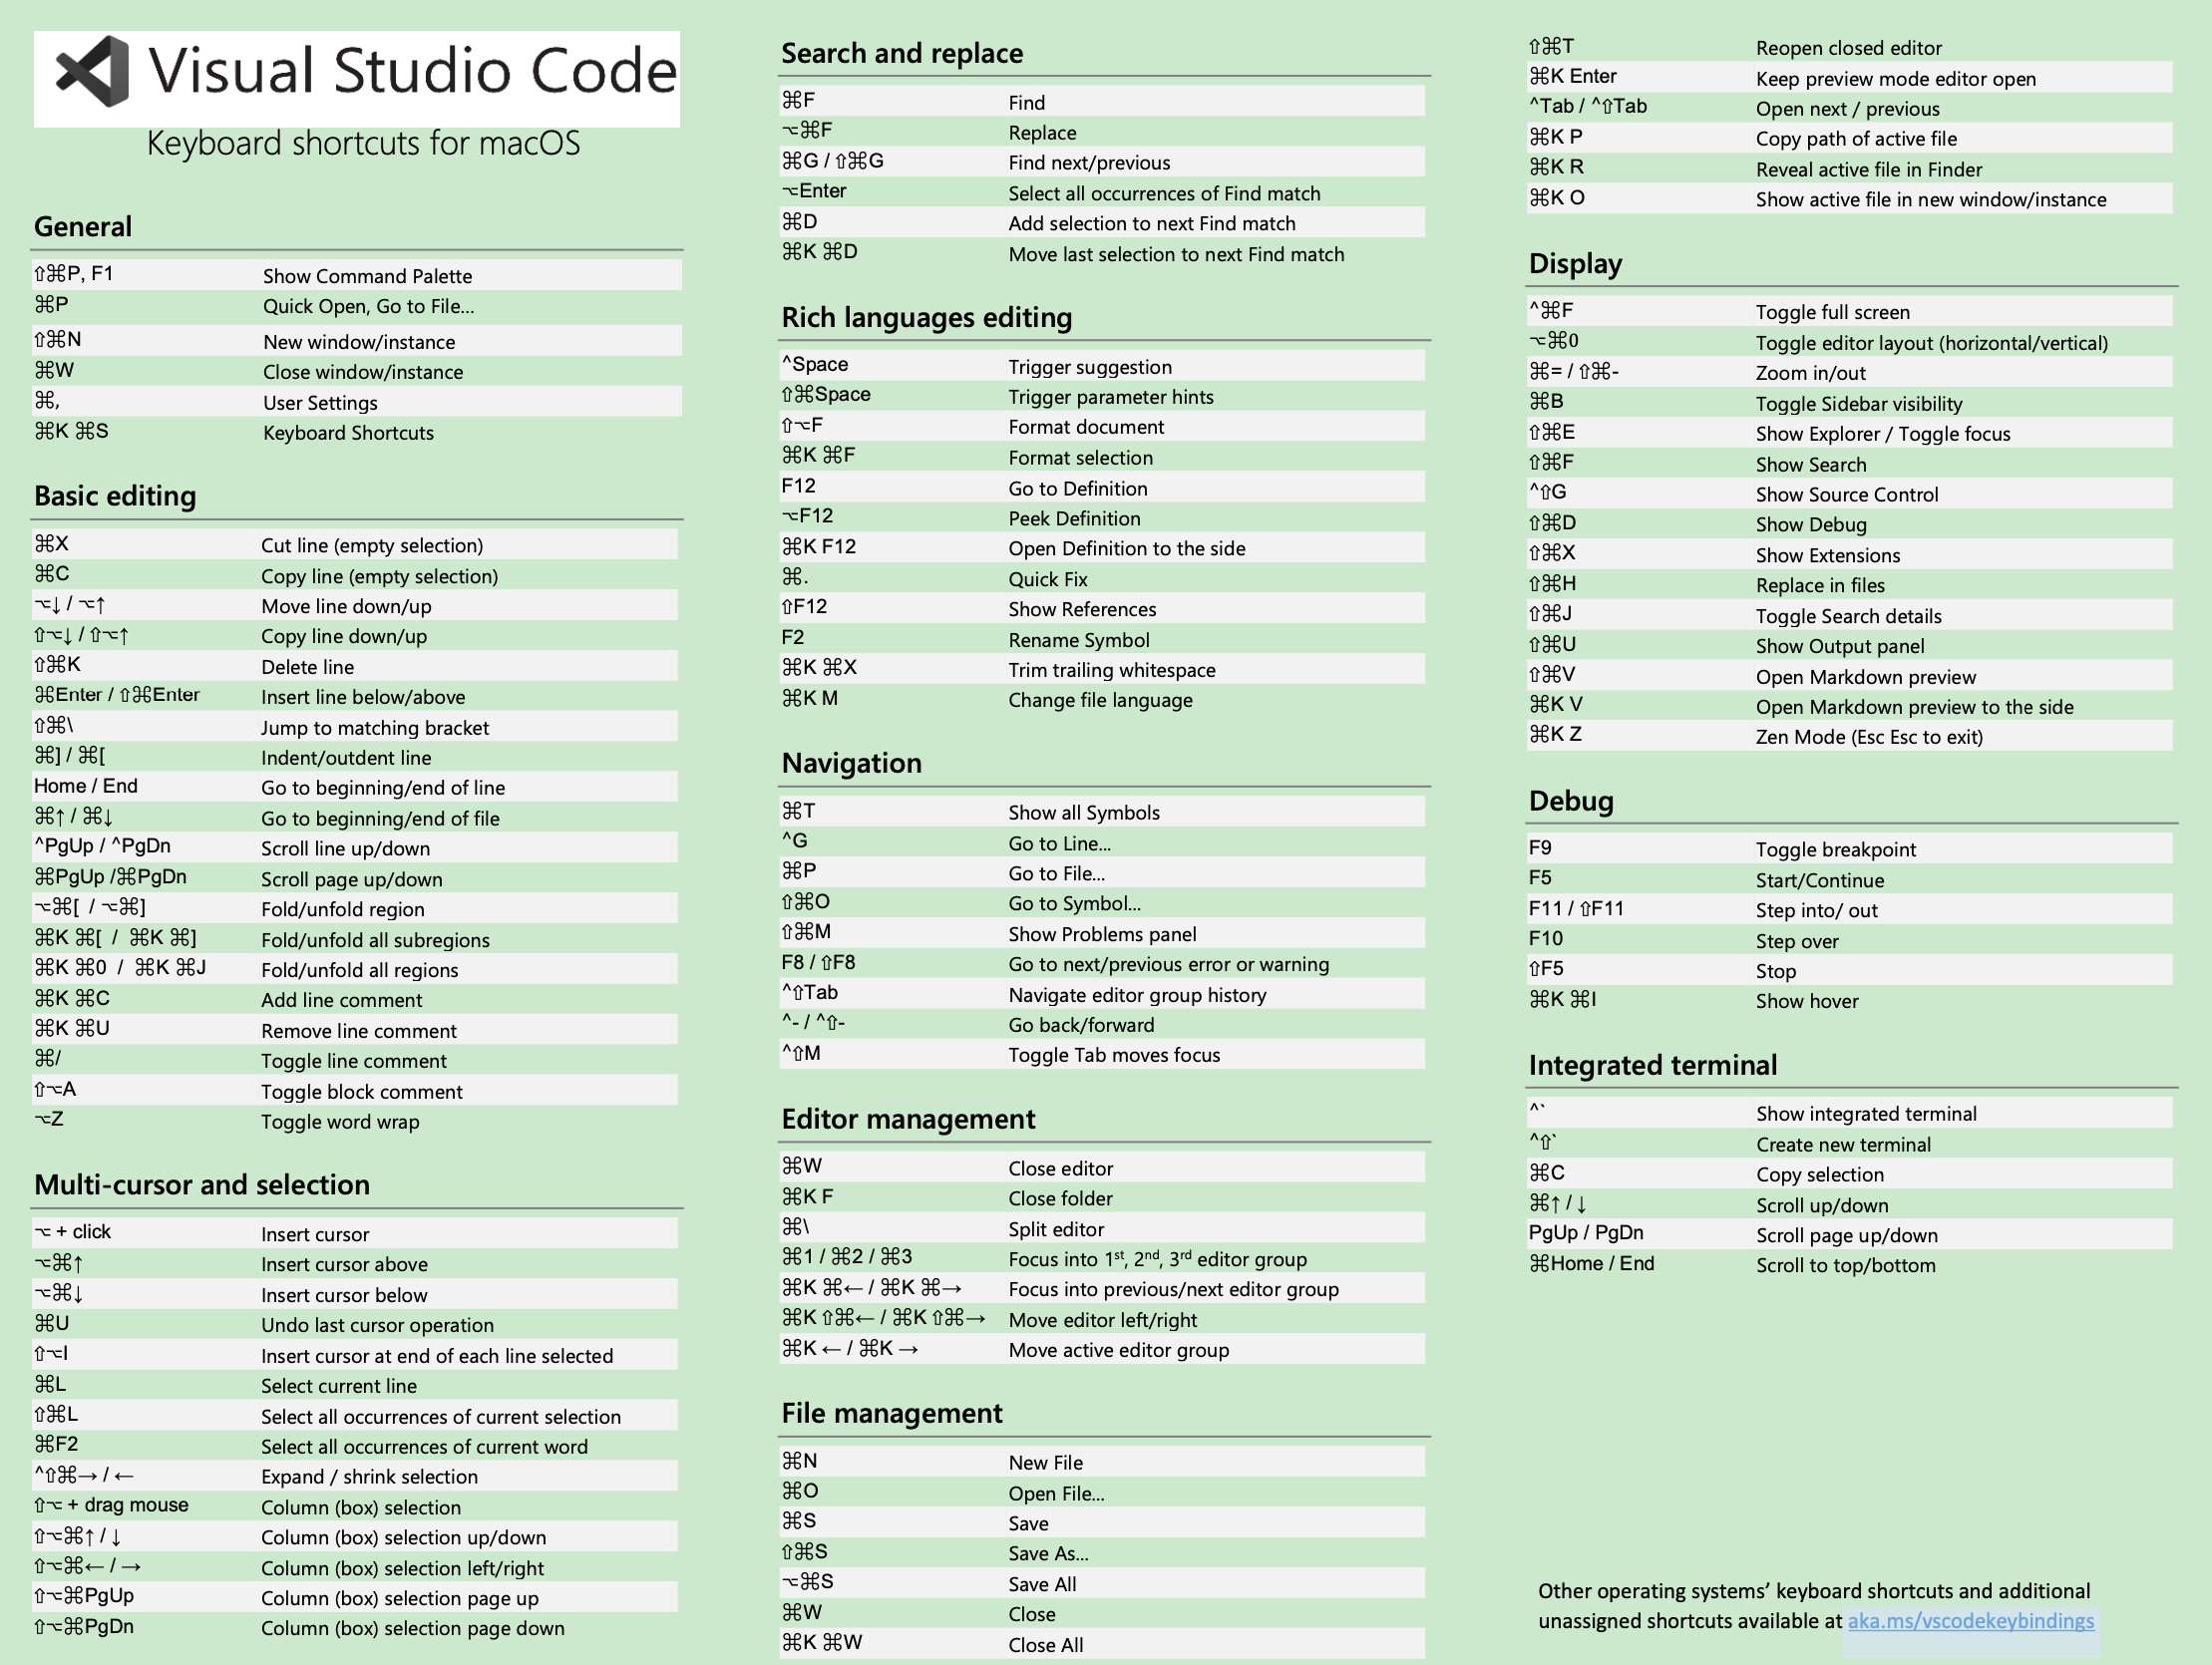 Visual Studio Code
Keyboard shortcuts for macOS
General
⇧⌘P, F1 Show Command Palette
⌘P Quick Open, Go to File…
⇧⌘N New window/instance
⌘W Close window/instance
⌘, User Settings
⌘K ⌘S Keyboard Shortcuts
Basic editing
⌘X Cut line (empty selection)
⌘C Copy line (empty selection)
⌥↓ / ⌥↑ Move line down/up
⇧⌥↓ / ⇧⌥↑ Copy line down/up
⇧⌘K Delete line
⌘Enter / ⇧⌘Enter Insert line below/above
⇧⌘\ Jump to matching bracket
⌘] / ⌘[ Indent/outdent line
Home / End Go to beginning/end of line
⌘↑ / ⌘↓ Go to beginning/end of file
^PgUp / ^PgDn Scroll line up/down
⌘PgUp /⌘PgDn Scroll page up/down
⌥⌘[ / ⌥⌘] Fold/unfold region
⌘K ⌘[ / ⌘K ⌘] Fold/unfold all subregions
⌘K ⌘0 / ⌘K ⌘J Fold/unfold all regions
⌘K ⌘C Add line comment
⌘K ⌘U Remove line comment
⌘/ Toggle line comment
⇧⌥A Toggle block comment
⌥Z Toggle word wrap
Multi-cursor and selection
⌥ + click Insert cursor
⌥⌘↑ Insert cursor above
⌥⌘↓ Insert cursor below
⌘U Undo last cursor operation
⇧⌥I Insert cursor at end of each line selected
⌘L Select current line
⇧⌘L Select all occurrences of current selection
⌘F2 Select all occurrences of current word
^⇧⌘→ / ← Expand / shrink selection
⇧⌥ + drag mouse Column (box) selection
⇧⌥⌘↑ / ↓ Column (box) selection up/down
⇧⌥⌘← / → Column (box) selection left/right
⇧⌥⌘PgUp Column (box) selection page up
⇧⌥⌘PgDn Column (box) selection page down
Search and replace
⌘F Find
⌥⌘F Replace
⌘G / ⇧⌘G Find next/previous
⌥Enter Select all occurrences of Find match
⌘D Add selection to next Find match
⌘K ⌘D Move last selection to next Find match
Rich languages editing
^Space Trigger suggestion
⇧⌘Space Trigger parameter hints
⇧⌥F Format document
⌘K ⌘F Format selection
F12 Go to Definition
⌥F12 Peek Definition
⌘K F12 Open Definition to the side
⌘. Quick Fix
⇧F12 Show References
F2 Rename Symbol
⌘K ⌘X Trim trailing whitespace
⌘K M Change file language
Navigation
⌘T Show all Symbols
^G Go to Line…
⌘P Go to File…
⇧⌘O Go to Symbol…
⇧⌘M Show Problems panel
F8 / ⇧F8 Go to next/previous error or warning
^⇧Tab Navigate editor group history
^- / ^⇧- Go back/forward
^⇧M Toggle Tab moves focus
Editor management
⌘W Close editor
⌘K F Close folder
⌘\ Split editor
⌘1 / ⌘2 / ⌘3 Focus into 1st, 2nd, 3rd editor group
⌘K ⌘← / ⌘K ⌘→ Focus into previous/next editor group
⌘K ⇧⌘← / ⌘K ⇧⌘→ Move editor left/right
⌘K ← / ⌘K → Move active editor group
File management
⌘N New File
⌘O Open File…
⌘S Save
⇧⌘S Save As…
⌥⌘S Save All
⌘W Close
⌘K ⌘W Close All
⇧⌘T Reopen closed editor
⌘K Enter Keep preview mode editor open
^Tab / ^⇧Tab Open next / previous
⌘K P Copy path of active file
⌘K R Reveal active file in Finder
⌘K O Show active file in new window/instance
Display
^⌘F Toggle full screen
⌥⌘0 Toggle editor layout (horizontal/vertical)
⌘= / ⇧⌘- Zoom in/out
⌘B Toggle Sidebar visibility
⇧⌘E Show Explorer / Toggle focus
⇧⌘F Show Search
^⇧G Show Source Control
⇧⌘D Show Debug
⇧⌘X Show Extensions
⇧⌘H Replace in files
⇧⌘J Toggle Search details
⇧⌘U Show Output panel
⇧⌘V Open Markdown preview
⌘K V Open Markdown preview to the side
⌘K Z Zen Mode (Esc Esc to exit)
Debug
F9 Toggle breakpoint
F5 Start/Continue
F11 / ⇧F11 Step into/ out
F10 Step over
⇧F5 Stop
⌘K ⌘I Show hover
Integrated terminal
^` Show integrated terminal
^⇧` Create new terminal
⌘C Copy selection
⌘↑ / ↓ Scroll up/down
PgUp / PgDn Scroll page up/down
⌘Home / End Scroll to top/bottom
Other operating systems’ keyboard shortcuts and additional
unassigned shortcuts available at aka.ms/vscodekeybindings